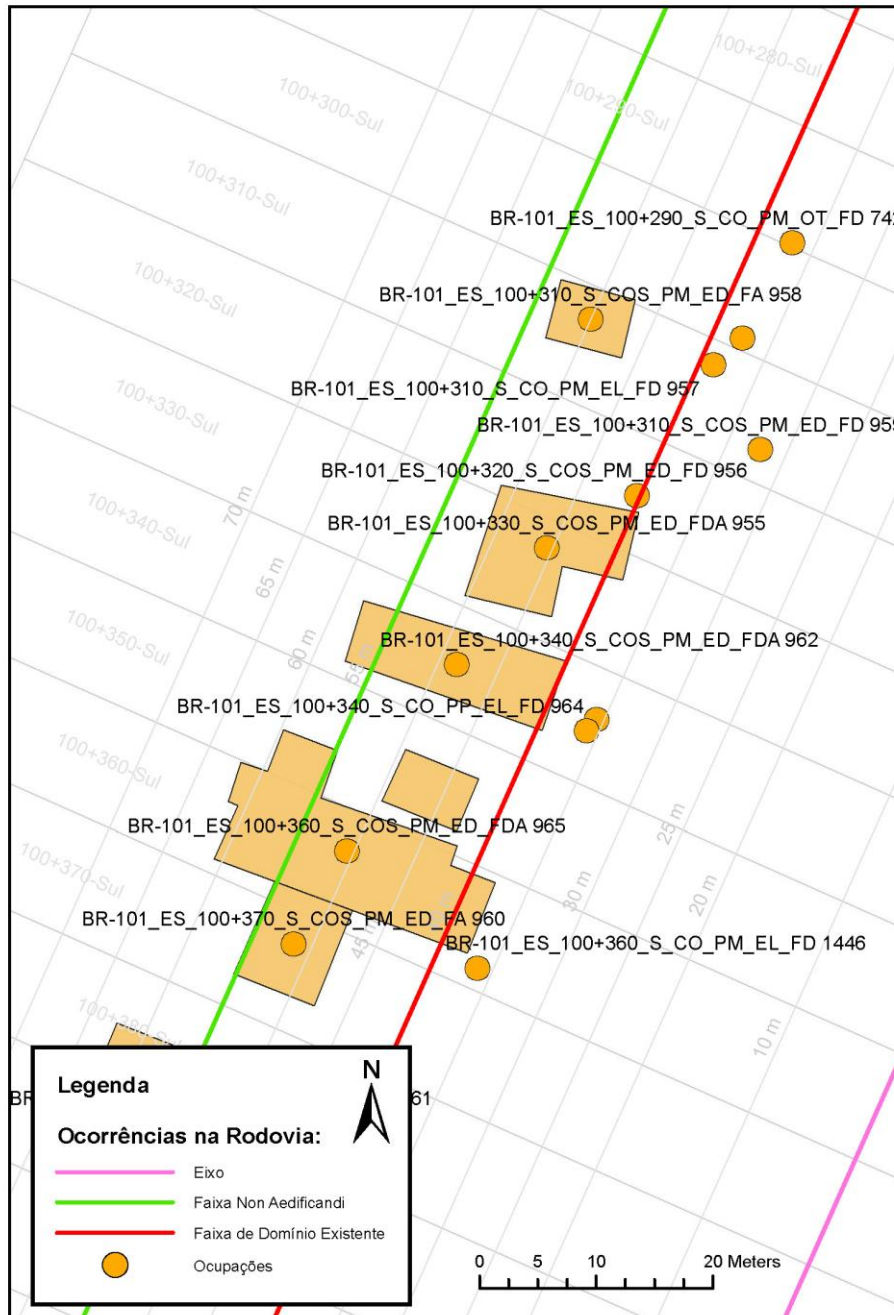 100+280-Sul
100+290-Sul
100+300-Sul
100+310-Sul
BR-101_ES_100+290_S_CO_PM_OT_FD 742
100+320-Sul
BR-101_ES_100+310_S_COS_PM_ED_FA 958
100+330-Sul
BR-101_ES_100+310_S_CO_PM_EL_FD 957
BR-101_ES_100+310_S_COS_PM_ED_FD 959
BR-101_ES_100+320_S_COS_PM_ED_FD 956
70 m
100+340-Sul
BR-101_ES_100+330_S_COS_PM_ED_FDA 955
65 m
100+350-Sul
60 m
BR-101_ES_100+340_S_COS_PM_ED_FDA 962
BR-101_ES_100+340_S_CO_PP_EL_FD 964
100+360-Sul
BR-101_ES_100+360_S_COS_PM_ED_FDA 965
25 m
100+370-Sul
30 m
20 m
BR-101_ES_100+370_S_COS_PM_ED_FA 960
45 m
BR-101_ES_100+360_S_CO_PM_EL_FD 1446
100+380-Sul
10 m
BR
61
Legenda
N
Ocorrências na Rodovia:
Eixo
Faixa Non Aedificandi
Faixa de Domínio Existente
Ocupações
0 5 10 20 Meters